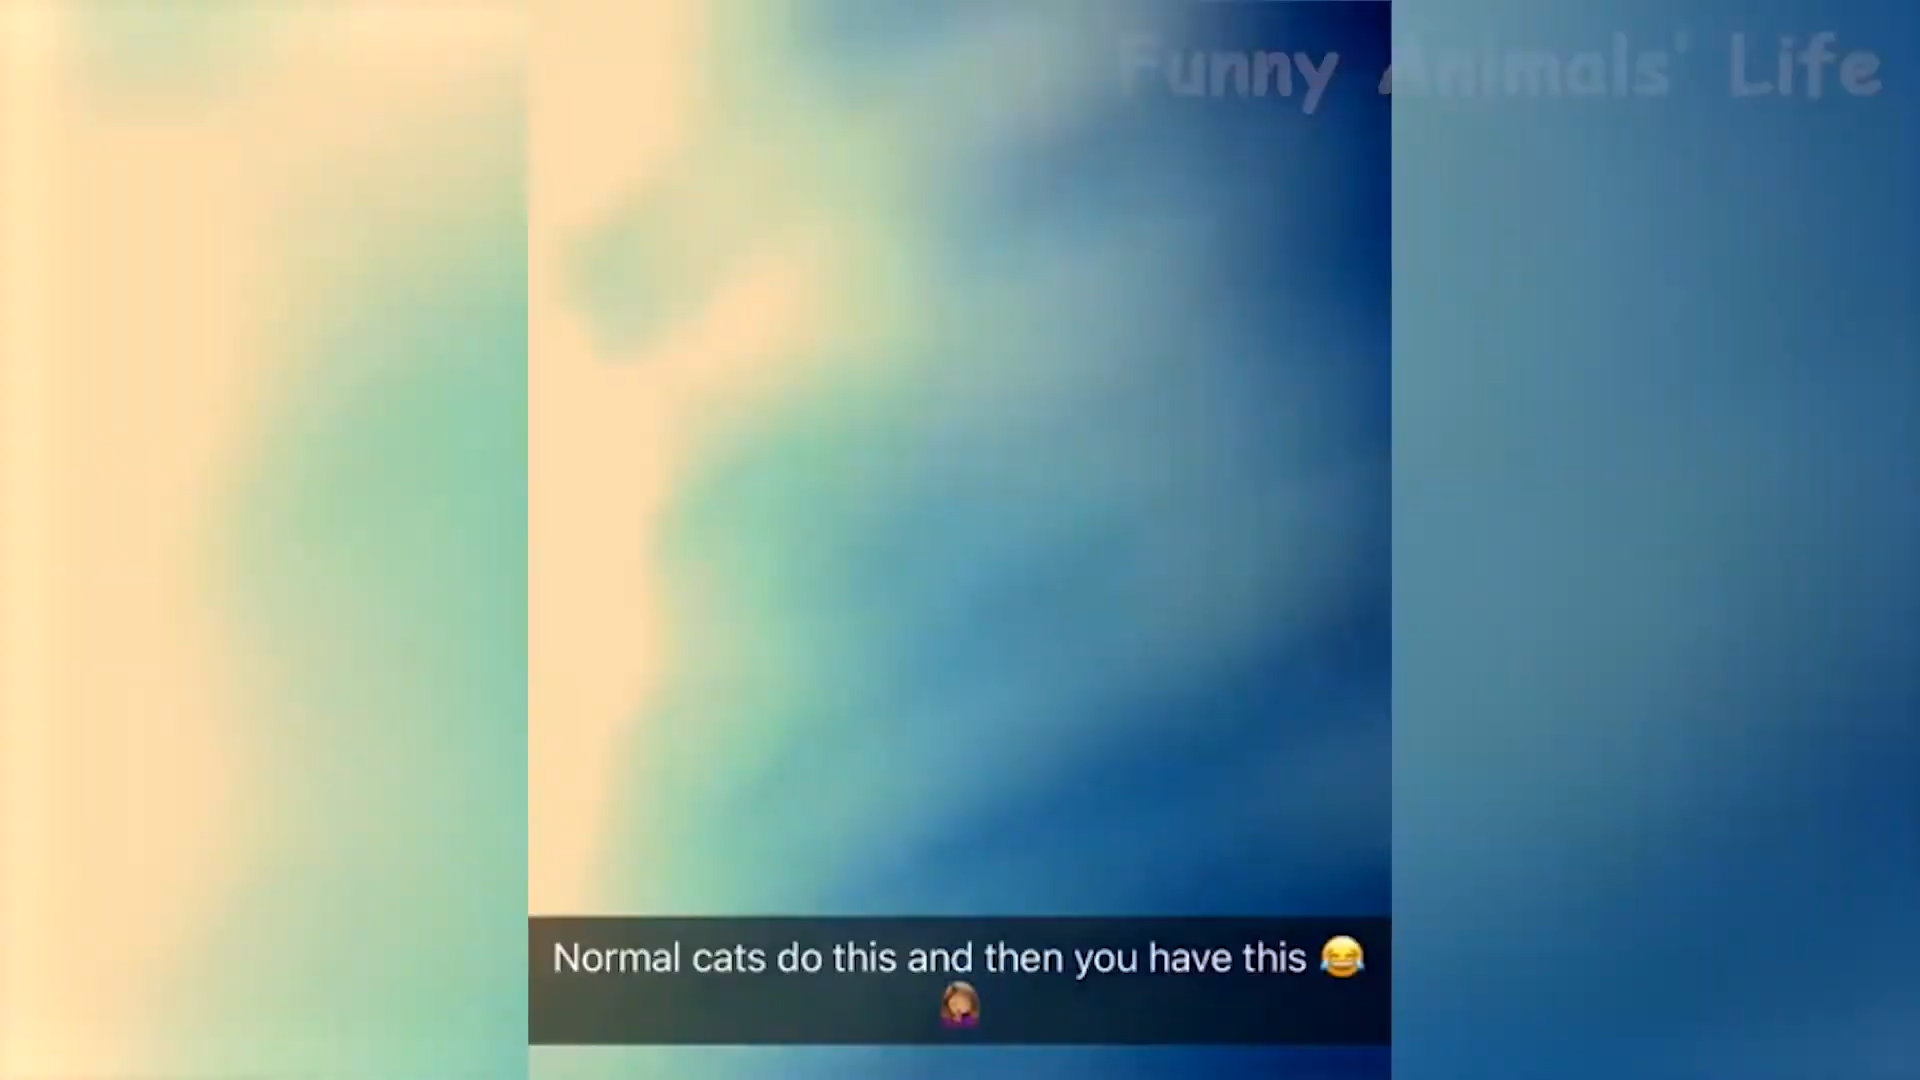 Funny Animals' Life
Normal cats do this and then you have this 😂
🤦🏽‍♀️